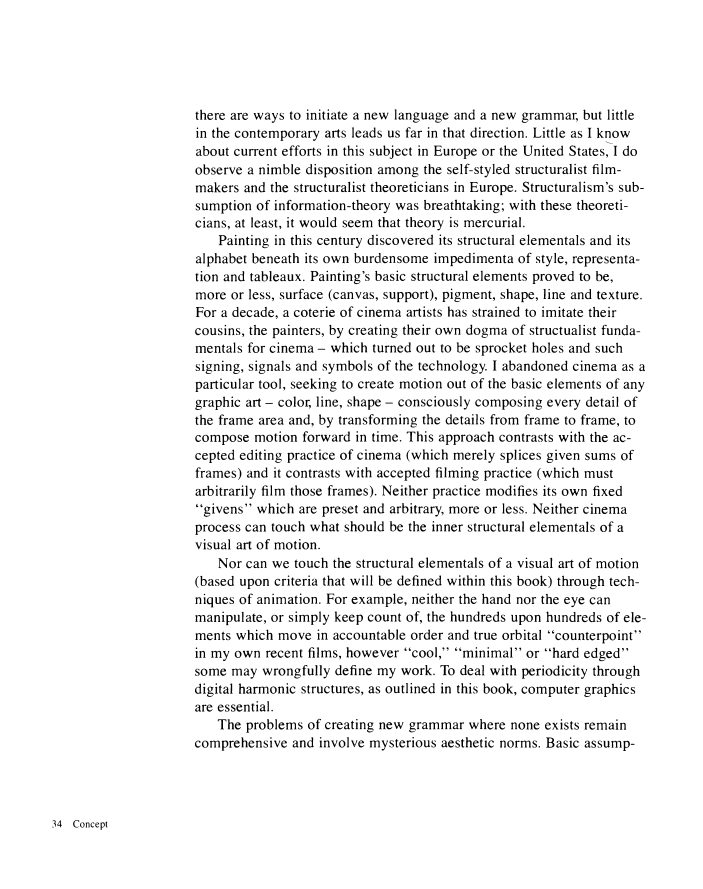 there are ways to initiate a new language and a new grammar, but little
in the contemporary arts leads us far in that direction. Little as I know
about current efforts in this subject in Europe or the United States, I do
observe a nimble disposition among the self-styled structuralist film-
makers and the structuralist theoreticians in Europe. Structuralism's sub-
sumption of information-theory was breathtaking; with these theoreti-
cians, at least, it would seem that theory is mercurial.
Painting in this century discovered its structural elementals and its
alphabet beneath its own burdensome impedimenta of style, representa-
tion and tableaux. Painting's basic structural elements proved to be,
more or less, surface (canvas, support), pigment, shape, line and texture.
For a decade, a coterie of cinema artists has strained to imitate their
cousins, the painters, by creating their own dogma of structualist funda-
mentals for cinema – which turned out to be sprocket holes and such
signing, signals and symbols of the technology. I abandoned cinema as a
particular tool, seeking to create motion out of the basic elements of any
graphic art – color, line, shape – consciously composing every detail of
the frame area and, by transforming the details from frame to frame, to
compose motion forward in time. This approach contrasts with the ac-
cepted editing practice of cinema (which merely splices given sums of
frames) and it contrasts with accepted filming practice (which must
arbitrarily film those frames). Neither practice modifies its own fixed
"givens" which are preset and arbitrary, more or less. Neither cinema
process can touch what should be the inner structural elementals of a
visual art of motion.
Nor can we touch the structural elementals of a visual art of motion
(based upon criteria that will be defined within this book) through tech-
niques of animation. For example, neither the hand nor the eye can
manipulate, or simply keep count of, the hundreds upon hundreds of ele-
ments which move in accountable order and true orbital "counterpoint"
in my own recent films, however "cool," "minimal" or "hard edged"
some may wrongfully define my work. To deal with periodicity through
digital harmonic structures, as outlined in this book, computer graphics
are essential.
The problems of creating new grammar where none exists remain
comprehensive and involve mysterious aesthetic norms. Basic assump-
34 Concept